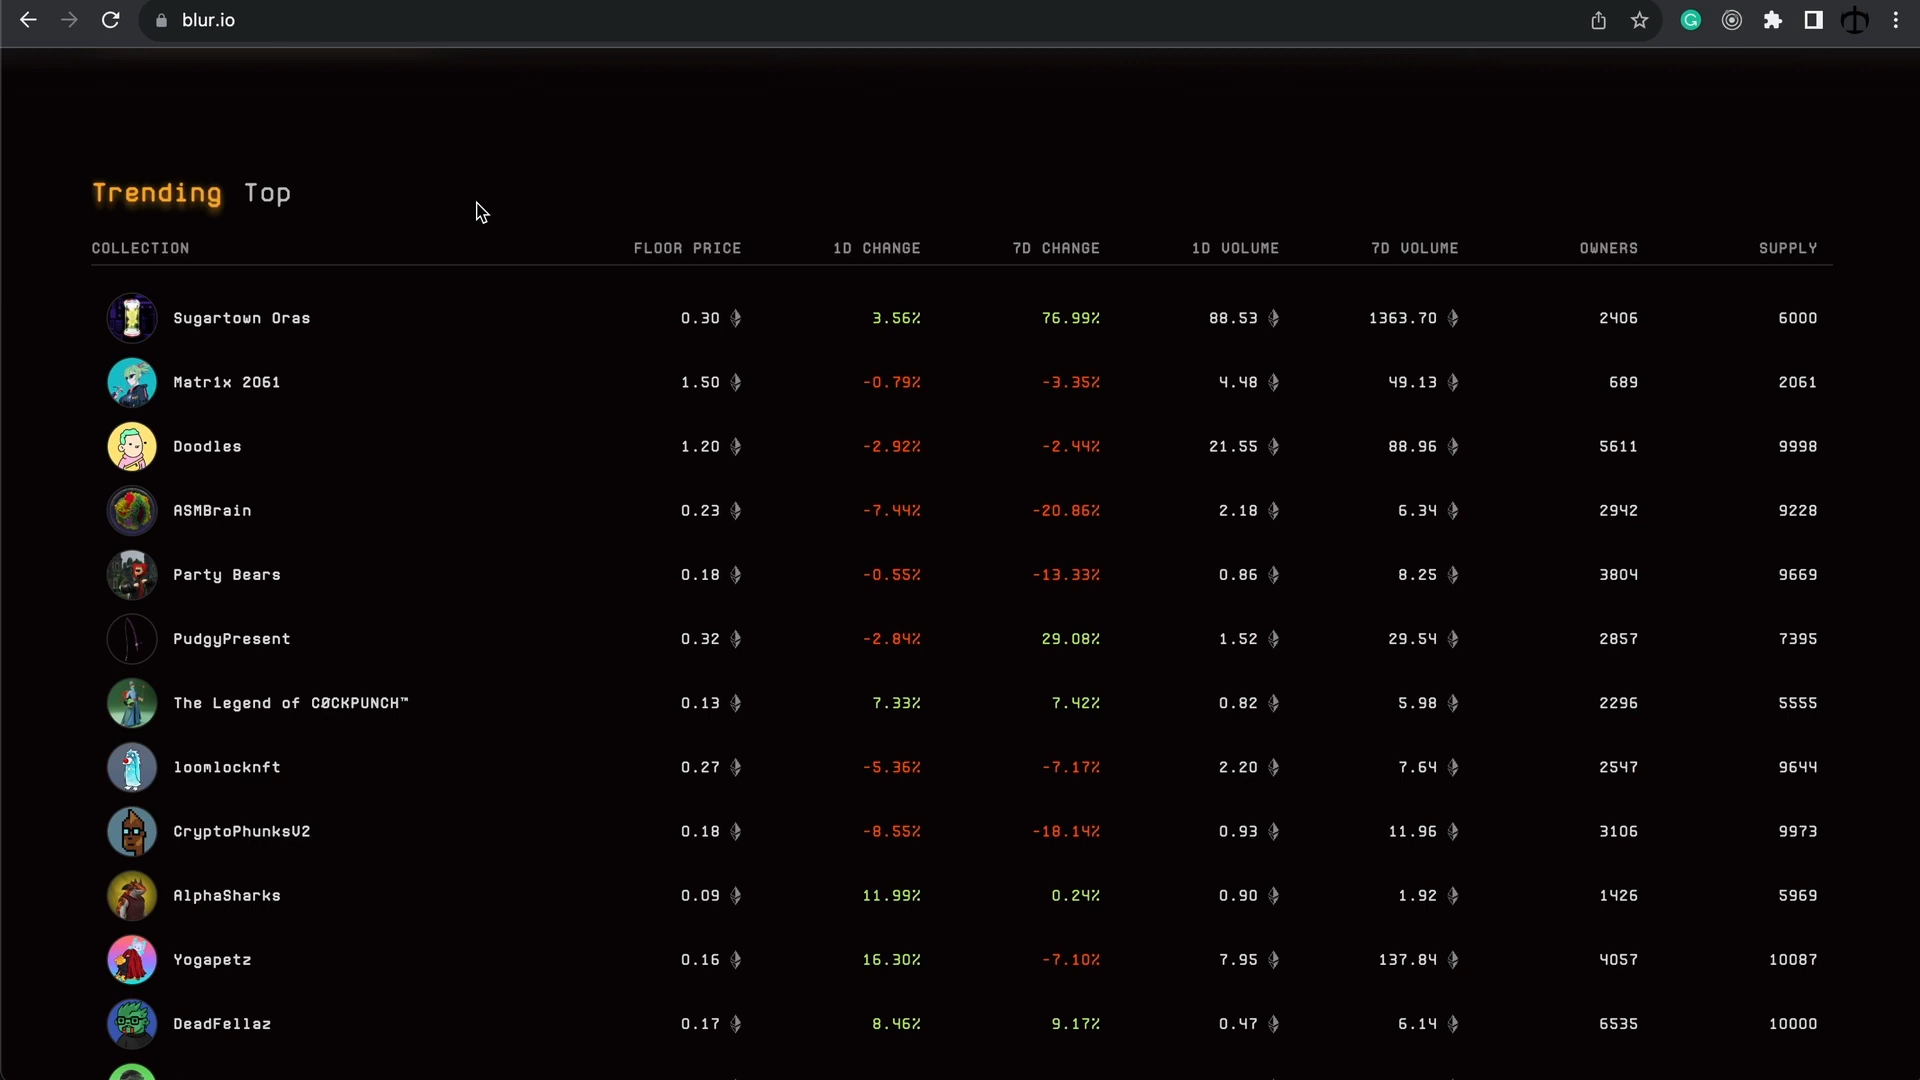 blur.io
Trending Top
COLLECTION FLOOR PRICE 1D CHANGE 7D CHANGE 1D VOLUME 7D VOLUME OWNERS SUPPLY
Sugartown Oras 0.30 3.56% 76.99% 88.53 1363.70 2406 6000
Matr1x 2061 1.50 -0.79% -3.35% 4.48 49.13 689 2061
Doodles 1.20 -2.92% -2.44% 21.55 88.96 5611 9998
ASMBrain 0.23 -7.44% -20.86% 2.18 6.34 2942 9228
Party Bears 0.18 -0.55% -13.33% 0.86 8.25 3804 9669
PudgyPresent 0.32 -2.84% 29.08% 1.52 29.54 2857 7395
The Legend of CØCKPUNCH™ 0.13 7.33% 7.42% 0.82 5.98 2296 5555
loomlocknft 0.27 -5.36% -7.17% 2.20 7.64 2547 9644
CryptoPhunksV2 0.18 -8.55% -18.14% 0.93 11.96 3106 9973
AlphaSharks 0.09 11.99% 0.24% 0.90 1.92 1426 5969
Yogapetz 0.16 16.30% -7.10% 7.95 137.84 4057 10087
DeadFellaz 0.17 8.46% 9.17% 0.47 6.14 6535 10000